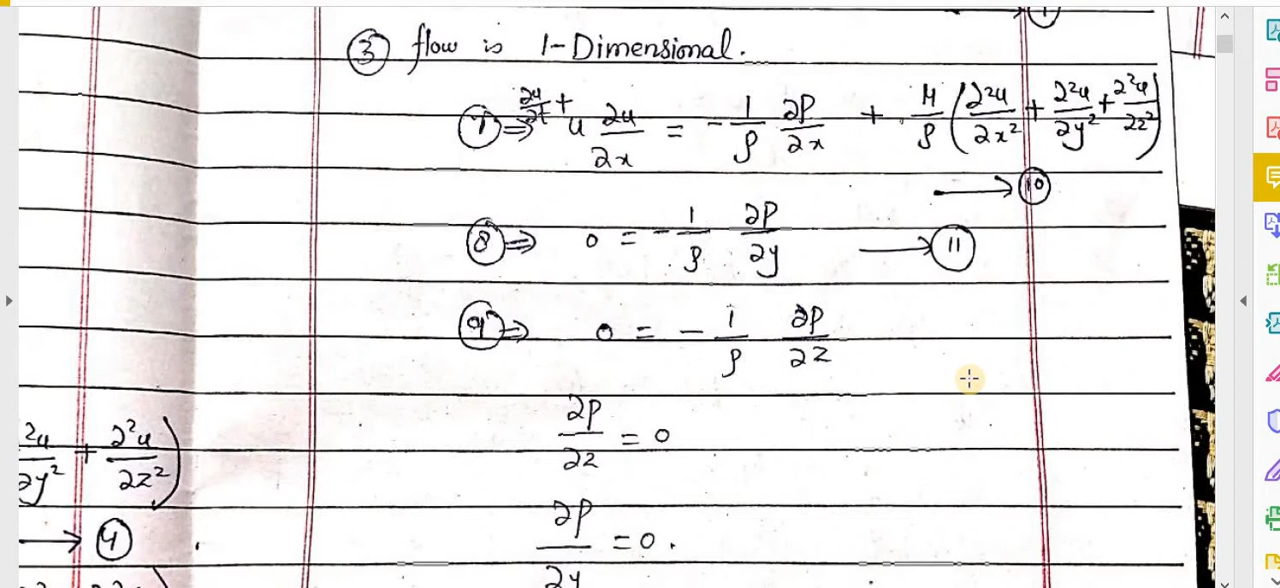 → ①
③ flow is 1-Dimensional.
⑦ ⇒ ∂u/∂t + u ∂u/∂x = - 1/ρ ∂P/∂x + μ/ρ (∂²u/∂x² + ∂²u/∂y² + ∂²u/∂z²)
→ ⑩
⑧ ⇒ 0 = - 1/ρ ∂P/∂y → ⑪
⑨ ⇒ 0 = - 1/ρ ∂P/∂z
∂P/∂z = 0
∂P/∂y = 0.
∂u/∂y² + ∂²u/∂z²)
→ ④